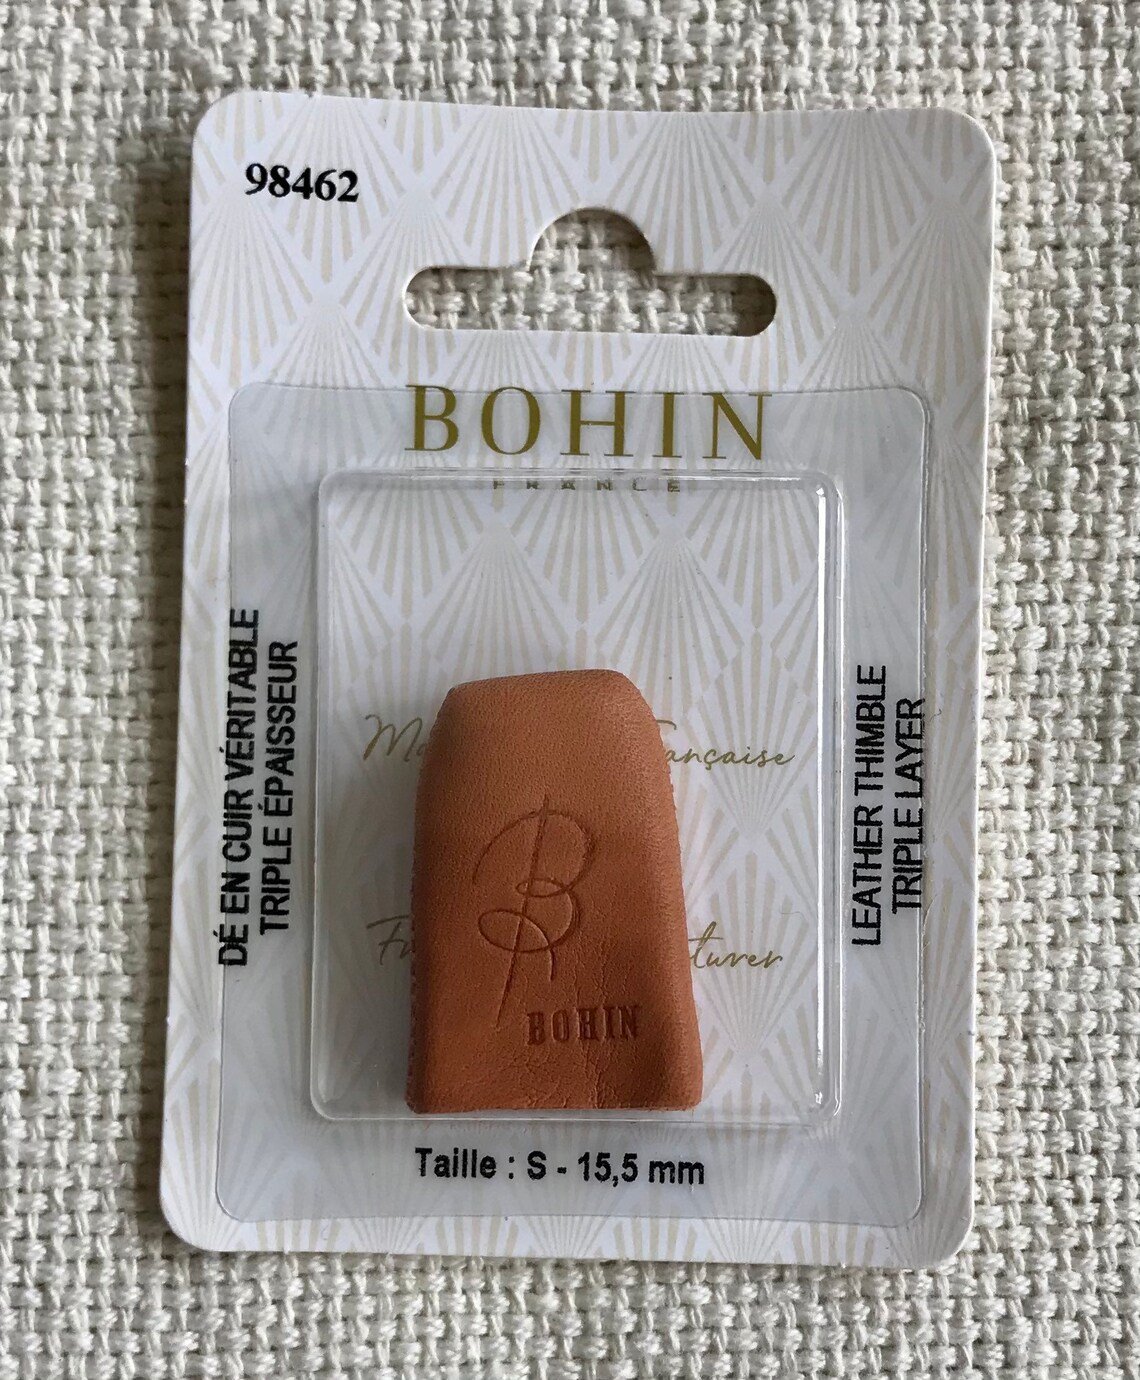 98462
BOHIN
FRANCE
DÉ EN CUIR VÉRITABLE
TRIPLE ÉPAISSEUR
LEATHER THIMBLE
TRIPLE LAYER
BOHIN
Taille : S - 15,5 mm